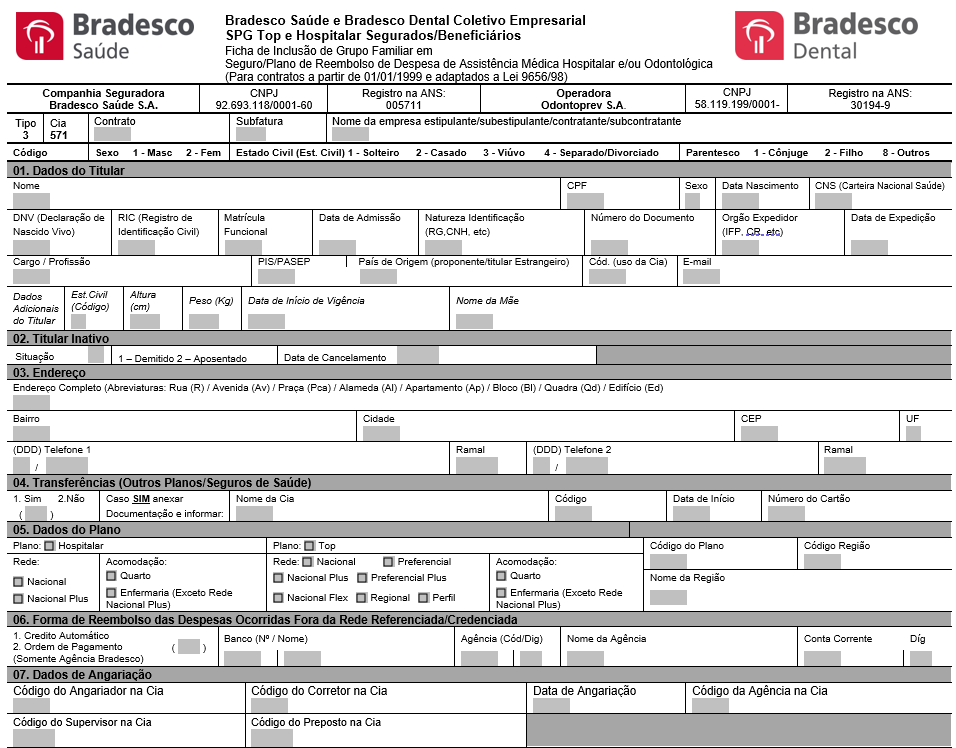 Bradesco
Saúde
Bradesco Saúde e Bradesco Dental Coletivo Empresarial
SPG Top e Hospitalar Segurados/Beneficiários
Ficha de Inclusão de Grupo Familiar em
Seguro/Plano de Reembolso de Despesa de Assistência Médica Hospitalar e/ou Odontológica
(Para contratos a partir de 01/01/1999 e adaptados a Lei 9656/98)
Bradesco
Dental
Companhia Seguradora
Bradesco Saúde S.A.
CNPJ
92.693.118/0001-60
Registro na ANS:
005711
Operadora
Odontoprev S.A.
CNPJ
58.119.199/0001-
Registro na ANS:
30194-9
Tipo
3
Cia
571
Contrato
Subfatura
Nome da empresa estipulante/subestipulante/contratante/subcontratante
Código
Sexo 1 - Masc 2 - Fem
Estado Civil (Est. Civil) 1 - Solteiro 2 - Casado 3 - Viúvo 4 - Separado/Divorciado
Parentesco 1 - Cônjuge 2 - Filho 8 - Outros
01. Dados do Titular
Nome
CPF
Sexo
Data Nascimento
CNS (Carteira Nacional Saúde)
DNV (Declaração de
Nascido Vivo)
RIC (Registro de
Identificação Civil)
Matrícula
Funcional
Data de Admissão
Natureza Identificação
(RG,CNH, etc)
Número do Documento
Orgão Expedidor
(IFP, CR, etc)
Data de Expedição
Cargo / Profissão
PIS/PASEP
País de Origem (proponente/titular Estrangeiro)
Cód. (uso da Cia)
E-mail
Dados
Adicionais
do Titular
Est.Civil
(Código)
Altura
(cm)
Peso (Kg)
Data de Início de Vigência
Nome da Mãe
02. Titular Inativo
Situação
1 – Demitido 2 – Aposentado
Data de Cancelamento
03. Endereço
Endereço Completo (Abreviaturas: Rua (R) / Avenida (Av) / Praça (Pca) / Alameda (Al) / Apartamento (Ap) / Bloco (Bl) / Quadra (Qd) / Edifício (Ed)
Bairro
Cidade
CEP
UF
(DDD) Telefone 1
/
Ramal
(DDD) Telefone 2
/
Ramal
04. Transferências (Outros Planos/Seguros de Saúde)
1. Sim 2.Não
( )
Caso SIM anexar
Documentação e informar:
Nome da Cia
Código
Data de Início
Número do Cartão
05. Dados do Plano
Plano: Hospitalar
Plano: Top
Código do Plano
Código Região
Rede:
Nacional
Nacional Plus
Acomodação:
Quarto
Enfermaria (Exceto Rede
Nacional Plus)
Rede: Nacional Preferencial
Nacional Plus Preferencial Plus
Nacional Flex Regional Perfil
Acomodação:
Quarto
Enfermaria (Exceto Rede
Nacional Plus)
Nome da Região
06. Forma de Reembolso das Despesas Ocorridas Fora da Rede Referenciada/Credenciada
1. Credito Automático
2. Ordem de Pagamento
(Somente Agência Bradesco)
( )
Banco (Nº / Nome)
Agência (Cód/Dig)
Nome da Agência
Conta Corrente
Díg
07. Dados de Angariação
Código do Angariador na Cia
Código do Corretor na Cia
Data de Angariação
Código da Agência na Cia
Código do Supervisor na Cia
Código do Preposto na Cia